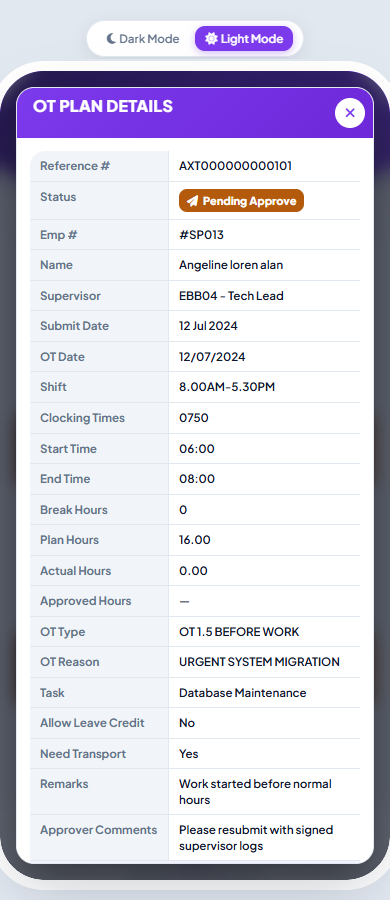 Dark Mode Light Mode
OT PLAN DETAILS
Reference # AXT000000000101
Status Pending Approve
Emp # #SP013
Name Angeline loren alan
Supervisor EBB04 - Tech Lead
Submit Date 12 Jul 2024
OT Date 12/07/2024
Shift 8.00AM-5.30PM
Clocking Times 0750
Start Time 06:00
End Time 08:00
Break Hours 0
Plan Hours 16.00
Actual Hours 0.00
Approved Hours —
OT Type OT 1.5 BEFORE WORK
OT Reason URGENT SYSTEM MIGRATION
Task Database Maintenance
Allow Leave Credit No
Need Transport Yes
Remarks Work started before normal
hours
Approver Comments Please resubmit with signed
supervisor logs